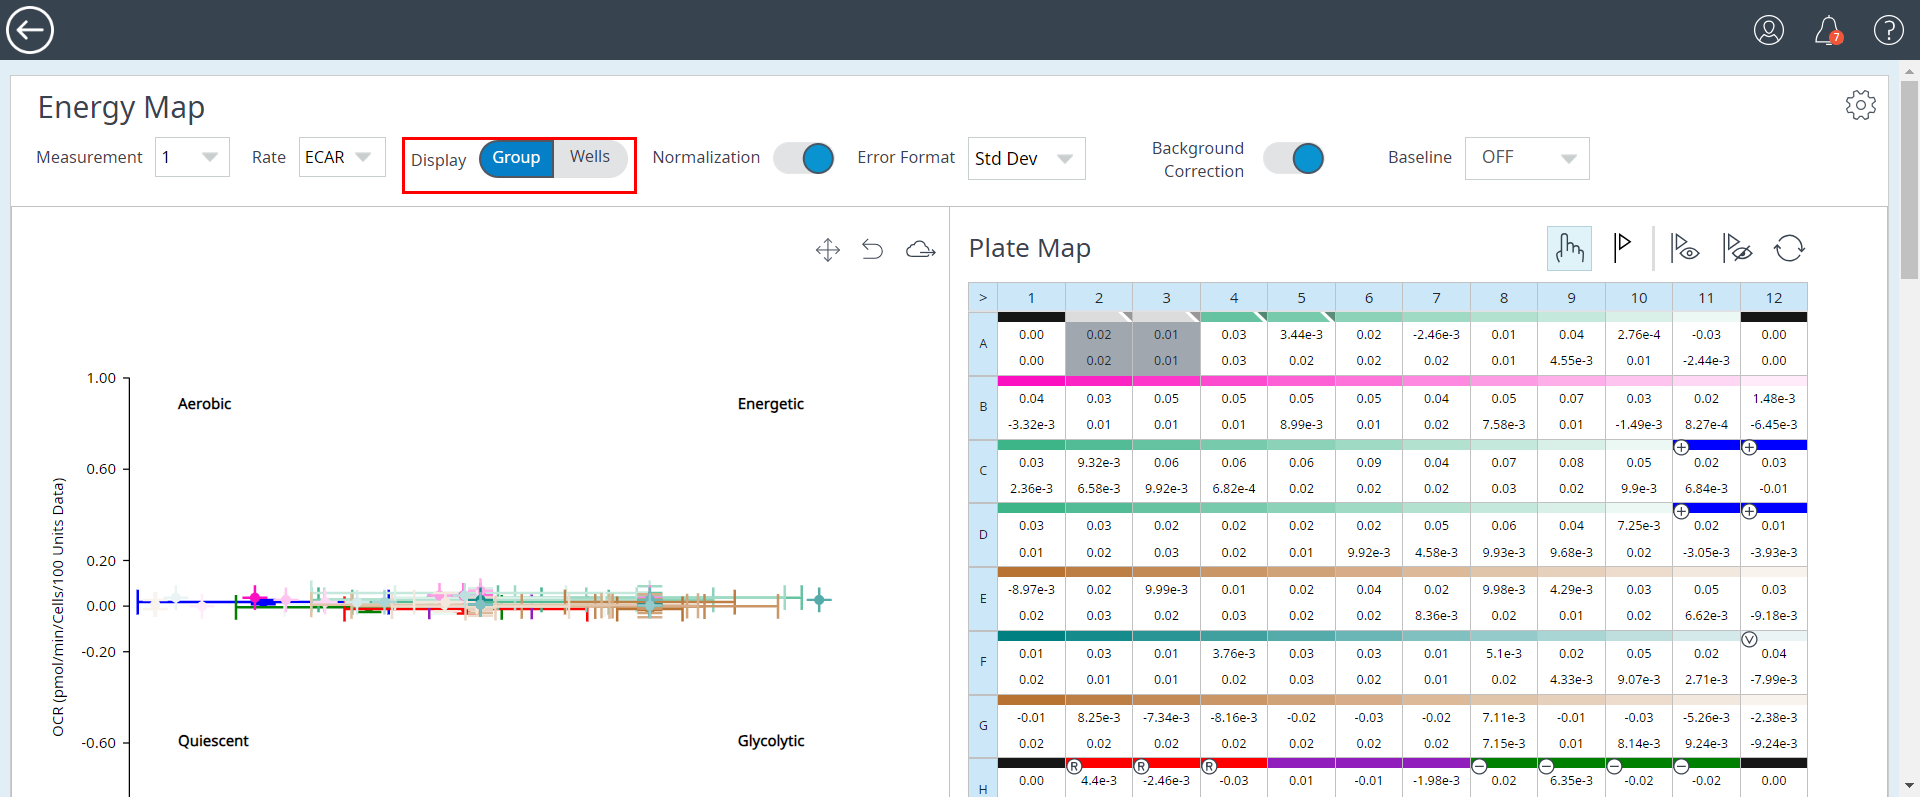 7
Energy Map
Measurement 1 Rate ECAR Display Group Wells Normalization Error Format Std Dev Background Correction Baseline OFF
Plate Map
> 1 2 3 4 5 6 7 8 9 10 11 12
A 0.00 0.02 0.01 0.03 3.44e-3 0.02 -2.46e-3 0.01 0.04 2.76e-4 -0.03 0.00
0.00 0.02 0.01 0.03 0.02 0.02 0.02 0.01 4.55e-3 0.01 -2.44e-3 0.00
B 0.04 0.03 0.05 0.05 0.05 0.05 0.04 0.05 0.07 0.03 0.02 1.48e-3
-3.32e-3 0.01 0.01 0.01 8.99e-3 0.01 0.02 7.58e-3 0.01 -1.49e-3 8.27e-4 -6.45e-3
+ +
C 0.03 9.32e-3 0.06 0.06 0.06 0.09 0.04 0.07 0.08 0.05 0.02 0.03
2.36e-3 6.58e-3 9.92e-3 6.82e-4 0.02 0.02 0.02 0.03 0.02 9.9e-3 6.84e-3 -0.01
+ +
D 0.03 0.03 0.02 0.02 0.02 0.02 0.05 0.06 0.04 7.25e-3 0.02 0.01
0.01 0.02 0.03 0.02 0.01 9.92e-3 4.58e-3 9.93e-3 9.68e-3 0.02 -3.05e-3 -3.93e-3
E -8.97e-3 0.02 9.99e-3 0.01 0.02 0.04 0.02 9.98e-3 4.29e-3 0.03 0.05 0.03
0.02 0.03 0.02 0.03 0.02 0.02 8.36e-3 0.02 0.01 0.02 6.62e-3 -9.18e-3
V
F 0.01 0.03 0.01 3.76e-3 0.03 0.03 0.01 5.1e-3 0.02 0.05 0.02 0.04
0.02 0.01 0.01 0.02 0.03 0.02 0.01 0.02 4.33e-3 9.07e-3 2.71e-3 -7.99e-3
G -0.01 8.25e-3 -7.34e-3 -8.16e-3 -0.02 -0.03 -0.02 7.11e-3 -0.01 -0.03 -5.26e-3 -2.38e-3
0.02 0.02 0.02 0.02 0.02 0.02 0.02 7.15e-3 0.01 8.14e-3 9.24e-3 -9.24e-3
R R R − − − −
H 0.00 4.4e-3 -2.46e-3 -0.03 0.01 -0.01 -1.98e-3 0.02 6.35e-3 -0.02 -0.02 0.00
OCR (pmol/min/Cells/100 Units Data)
1.00
0.60
0.20
0.00
-0.20
-0.60
Aerobic
Energetic
Quiescent
Glycolytic